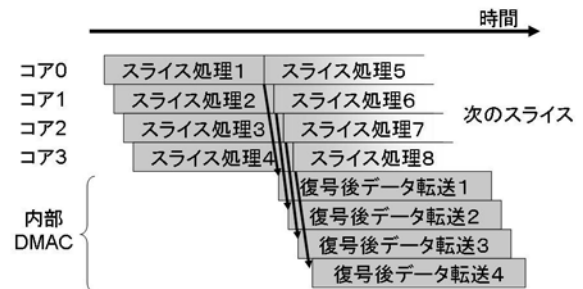 時間
コア0 スライス処理1 スライス処理5
コア1 スライス処理2 スライス処理6
コア2 スライス処理3 スライス処理7
コア3 スライス処理4 スライス処理8
次のスライス
内部
DMAC
復号後データ転送1
復号後データ転送2
復号後データ転送3
復号後データ転送4